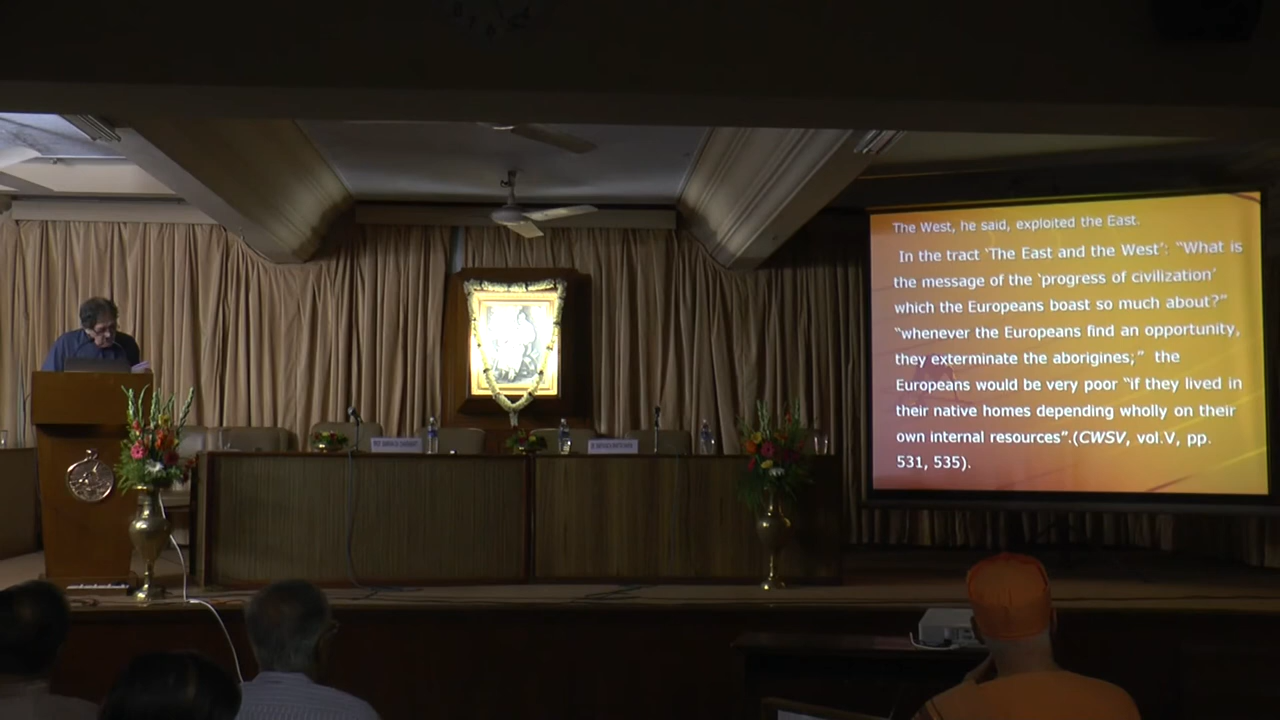 The West, he said, exploited the East.
In the tract ‘The East and the West’: “What is
the message of the ‘progress of civilization’
which the Europeans boast so much about?”
“whenever the Europeans find an opportunity,
they exterminate the aborigines;” the
Europeans would be very poor “if they lived in
their native homes depending wholly on their
own internal resources”.(CWSV, vol.V, pp.
531, 535).